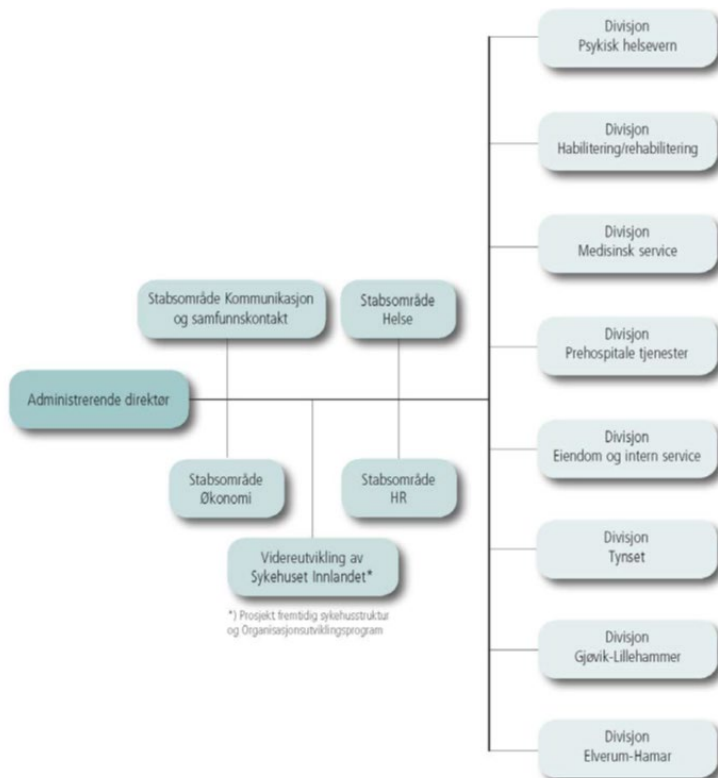 Divisjon
Psykisk helsevern
Divisjon
Habilitering/rehabilitering
Divisjon
Medisinsk service
Stabsområde Kommunikasjon
og samfunnskontakt
Stabsområde
Helse
Divisjon
Prehospitale tjenester
Administrerende direktør
Divisjon
Eiendom og intern service
Stabsområde
Økonomi
Stabsområde
HR
Videreutvikling av
Sykehuset Innlandet*
*) Prosjekt fremtidig sykehusstruktur
og Organisasjonsutviklingsprogram
Divisjon
Tynset
Divisjon
Gjøvik-Lillehammer
Divisjon
Elverum-Hamar